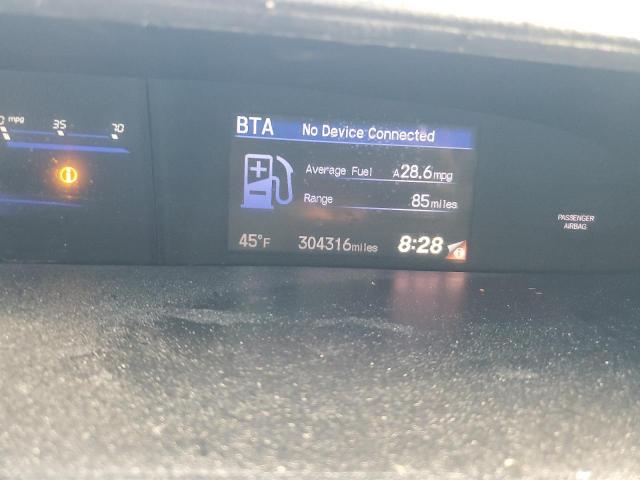 mpg 35 70
BTA No Device Connected
Average Fuel A28.6mpg
Range 85miles
45°F 304316miles 8:28
PASSENGER
AIRBAG